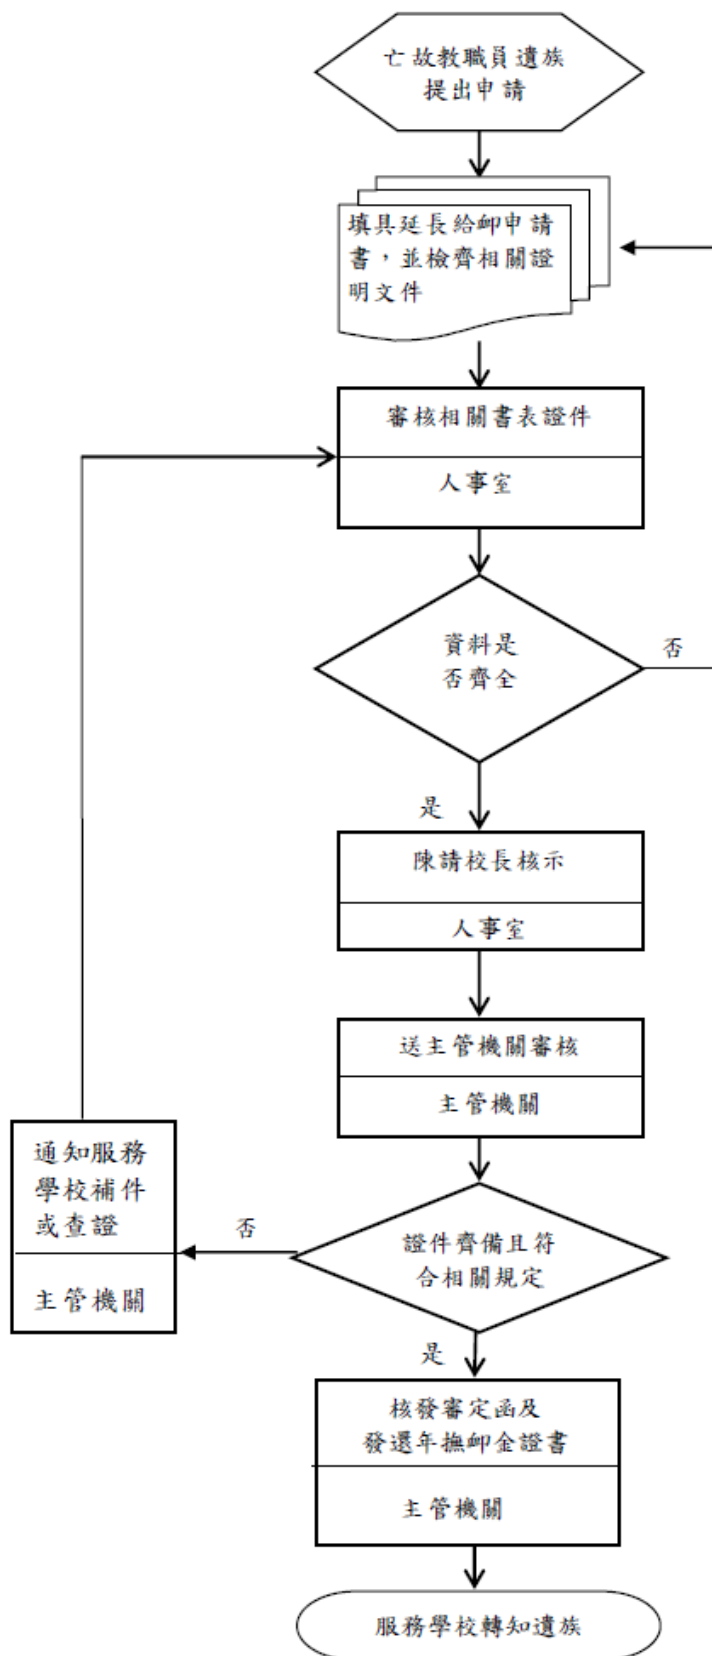 亡故教職員遺族
提出申請
填具延長給卹申請
書，並檢齊相關證
明文件
審核相關書表證件
人事室
資料是
否齊全
否
是
陳請校長核示
人事室
送主管機關審核
主管機關
通知服務
學校補件
或查證
主管機關
否
證件齊備且符
合相關規定
是
核發審定函及
發還年撫卹金證書
主管機關
服務學校轉知遺族